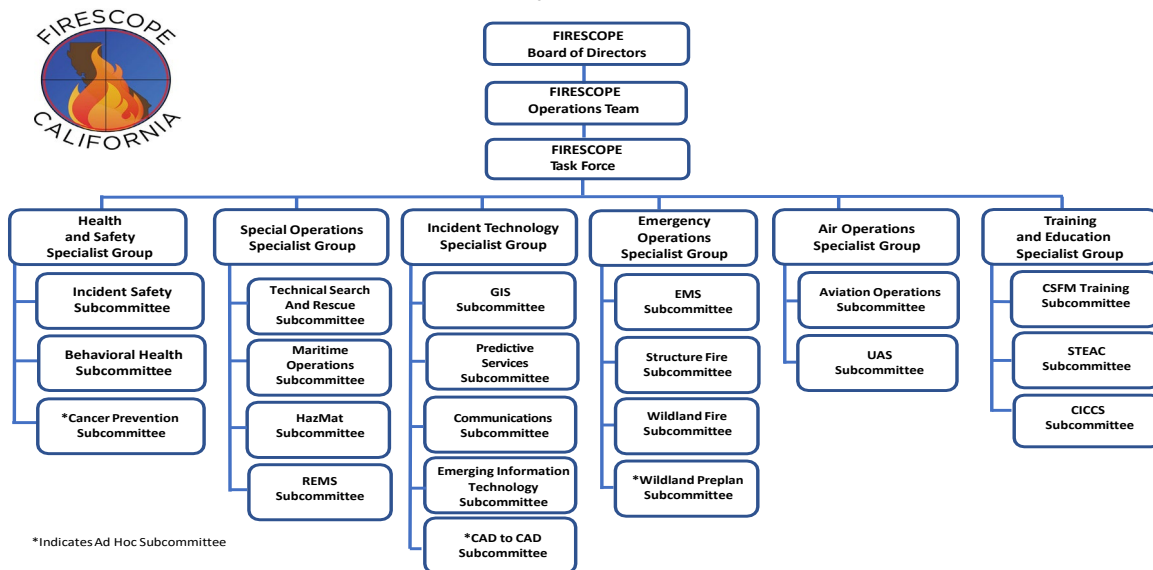 FIRESCOPE
CALIFORNIA
FIRESCOPE
Board of Directors
FIRESCOPE
Operations Team
FIRESCOPE
Task Force
Health
and Safety
Specialist Group
Incident Safety
Subcommittee
Behavioral Health
Subcommittee
*Cancer Prevention
Subcommittee
Special Operations
Specialist Group
Technical Search
And Rescue
Subcommittee
Maritime
Operations
Subcommittee
HazMat
Subcommittee
REMS
Subcommittee
Incident Technology
Specialist Group
GIS
Subcommittee
Predictive
Services
Subcommittee
Communications
Subcommittee
Emerging Information
Technology
Subcommittee
*CAD to CAD
Subcommittee
Emergency
Operations
Specialist Group
EMS
Subcommittee
Structure Fire
Subcommittee
Wildland Fire
Subcommittee
*Wildland Preplan
Subcommittee
Air Operations
Specialist Group
Aviation Operations
Subcommittee
UAS
Subcommittee
Training
and Education
Specialist Group
CSFM Training
Subcommittee
STEAC
Subcommittee
CICCS
Subcommittee
*Indicates Ad Hoc Subcommittee